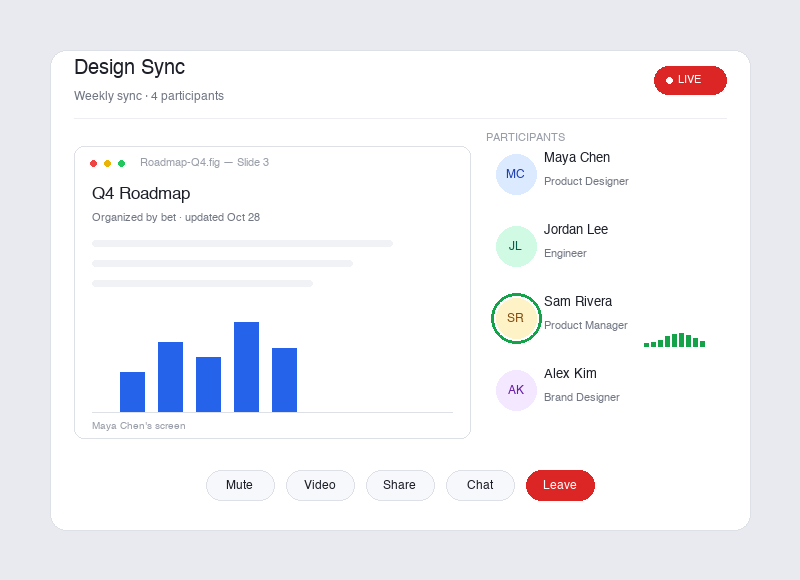 Design Sync
Weekly sync · 4 participants
LIVE
Roadmap-Q4.fig — Slide 3
Q4 Roadmap
Organized by bet · updated Oct 28
Maya Chen's screen
PARTICIPANTS
MC
Maya Chen
Product Designer
JL
Jordan Lee
Engineer
SR
Sam Rivera
Product Manager
AK
Alex Kim
Brand Designer
Mute
Video
Share
Chat
Leave